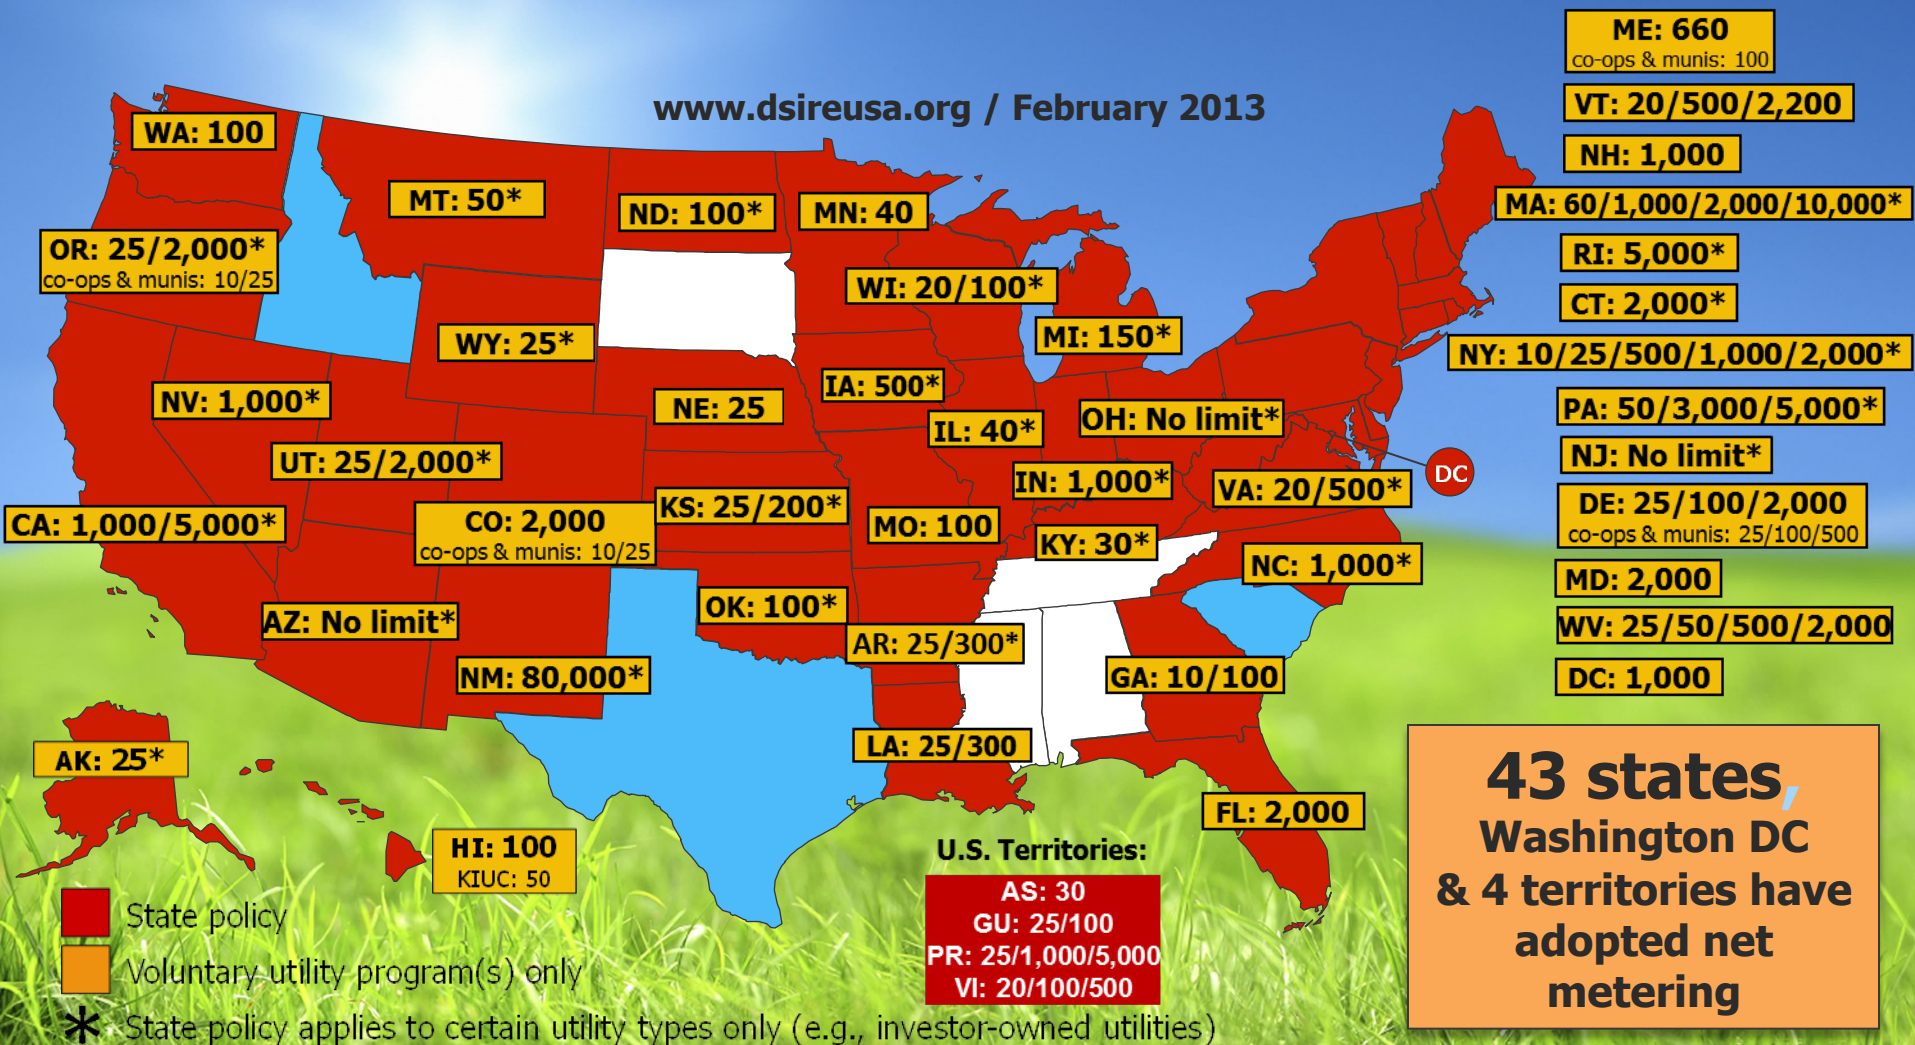 www.dsireusa.org / February 2013
WA: 100
OR: 25/2,000*
co-ops & munis: 10/25
MT: 50*
ND: 100*
MN: 40
WI: 20/100*
WY: 25*
MI: 150*
NV: 1,000*
NE: 25
IA: 500*
IL: 40*
OH: No limit*
UT: 25/2,000*
IN: 1,000*
VA: 20/500*
DC
CA: 1,000/5,000*
CO: 2,000
co-ops & munis: 10/25
KS: 25/200*
MO: 100
KY: 30*
NC: 1,000*
AZ: No limit*
OK: 100*
AR: 25/300*
NM: 80,000*
GA: 10/100
LA: 25/300
AK: 25*
FL: 2,000
HI: 100
KIUC: 50
ME: 660
co-ops & munis: 100
VT: 20/500/2,200
NH: 1,000
MA: 60/1,000/2,000/10,000*
RI: 5,000*
CT: 2,000*
NY: 10/25/500/1,000/2,000*
PA: 50/3,000/5,000*
NJ: No limit*
DE: 25/100/2,000
co-ops & munis: 25/100/500
MD: 2,000
WV: 25/50/500/2,000
DC: 1,000
U.S. Territories:
AS: 30
GU: 25/100
PR: 25/1,000/5,000
VI: 20/100/500
43 states,
Washington DC
& 4 territories have
adopted net
metering
State policy
Voluntary utility program(s) only
* State policy applies to certain utility types only (e.g., investor-owned utilities)